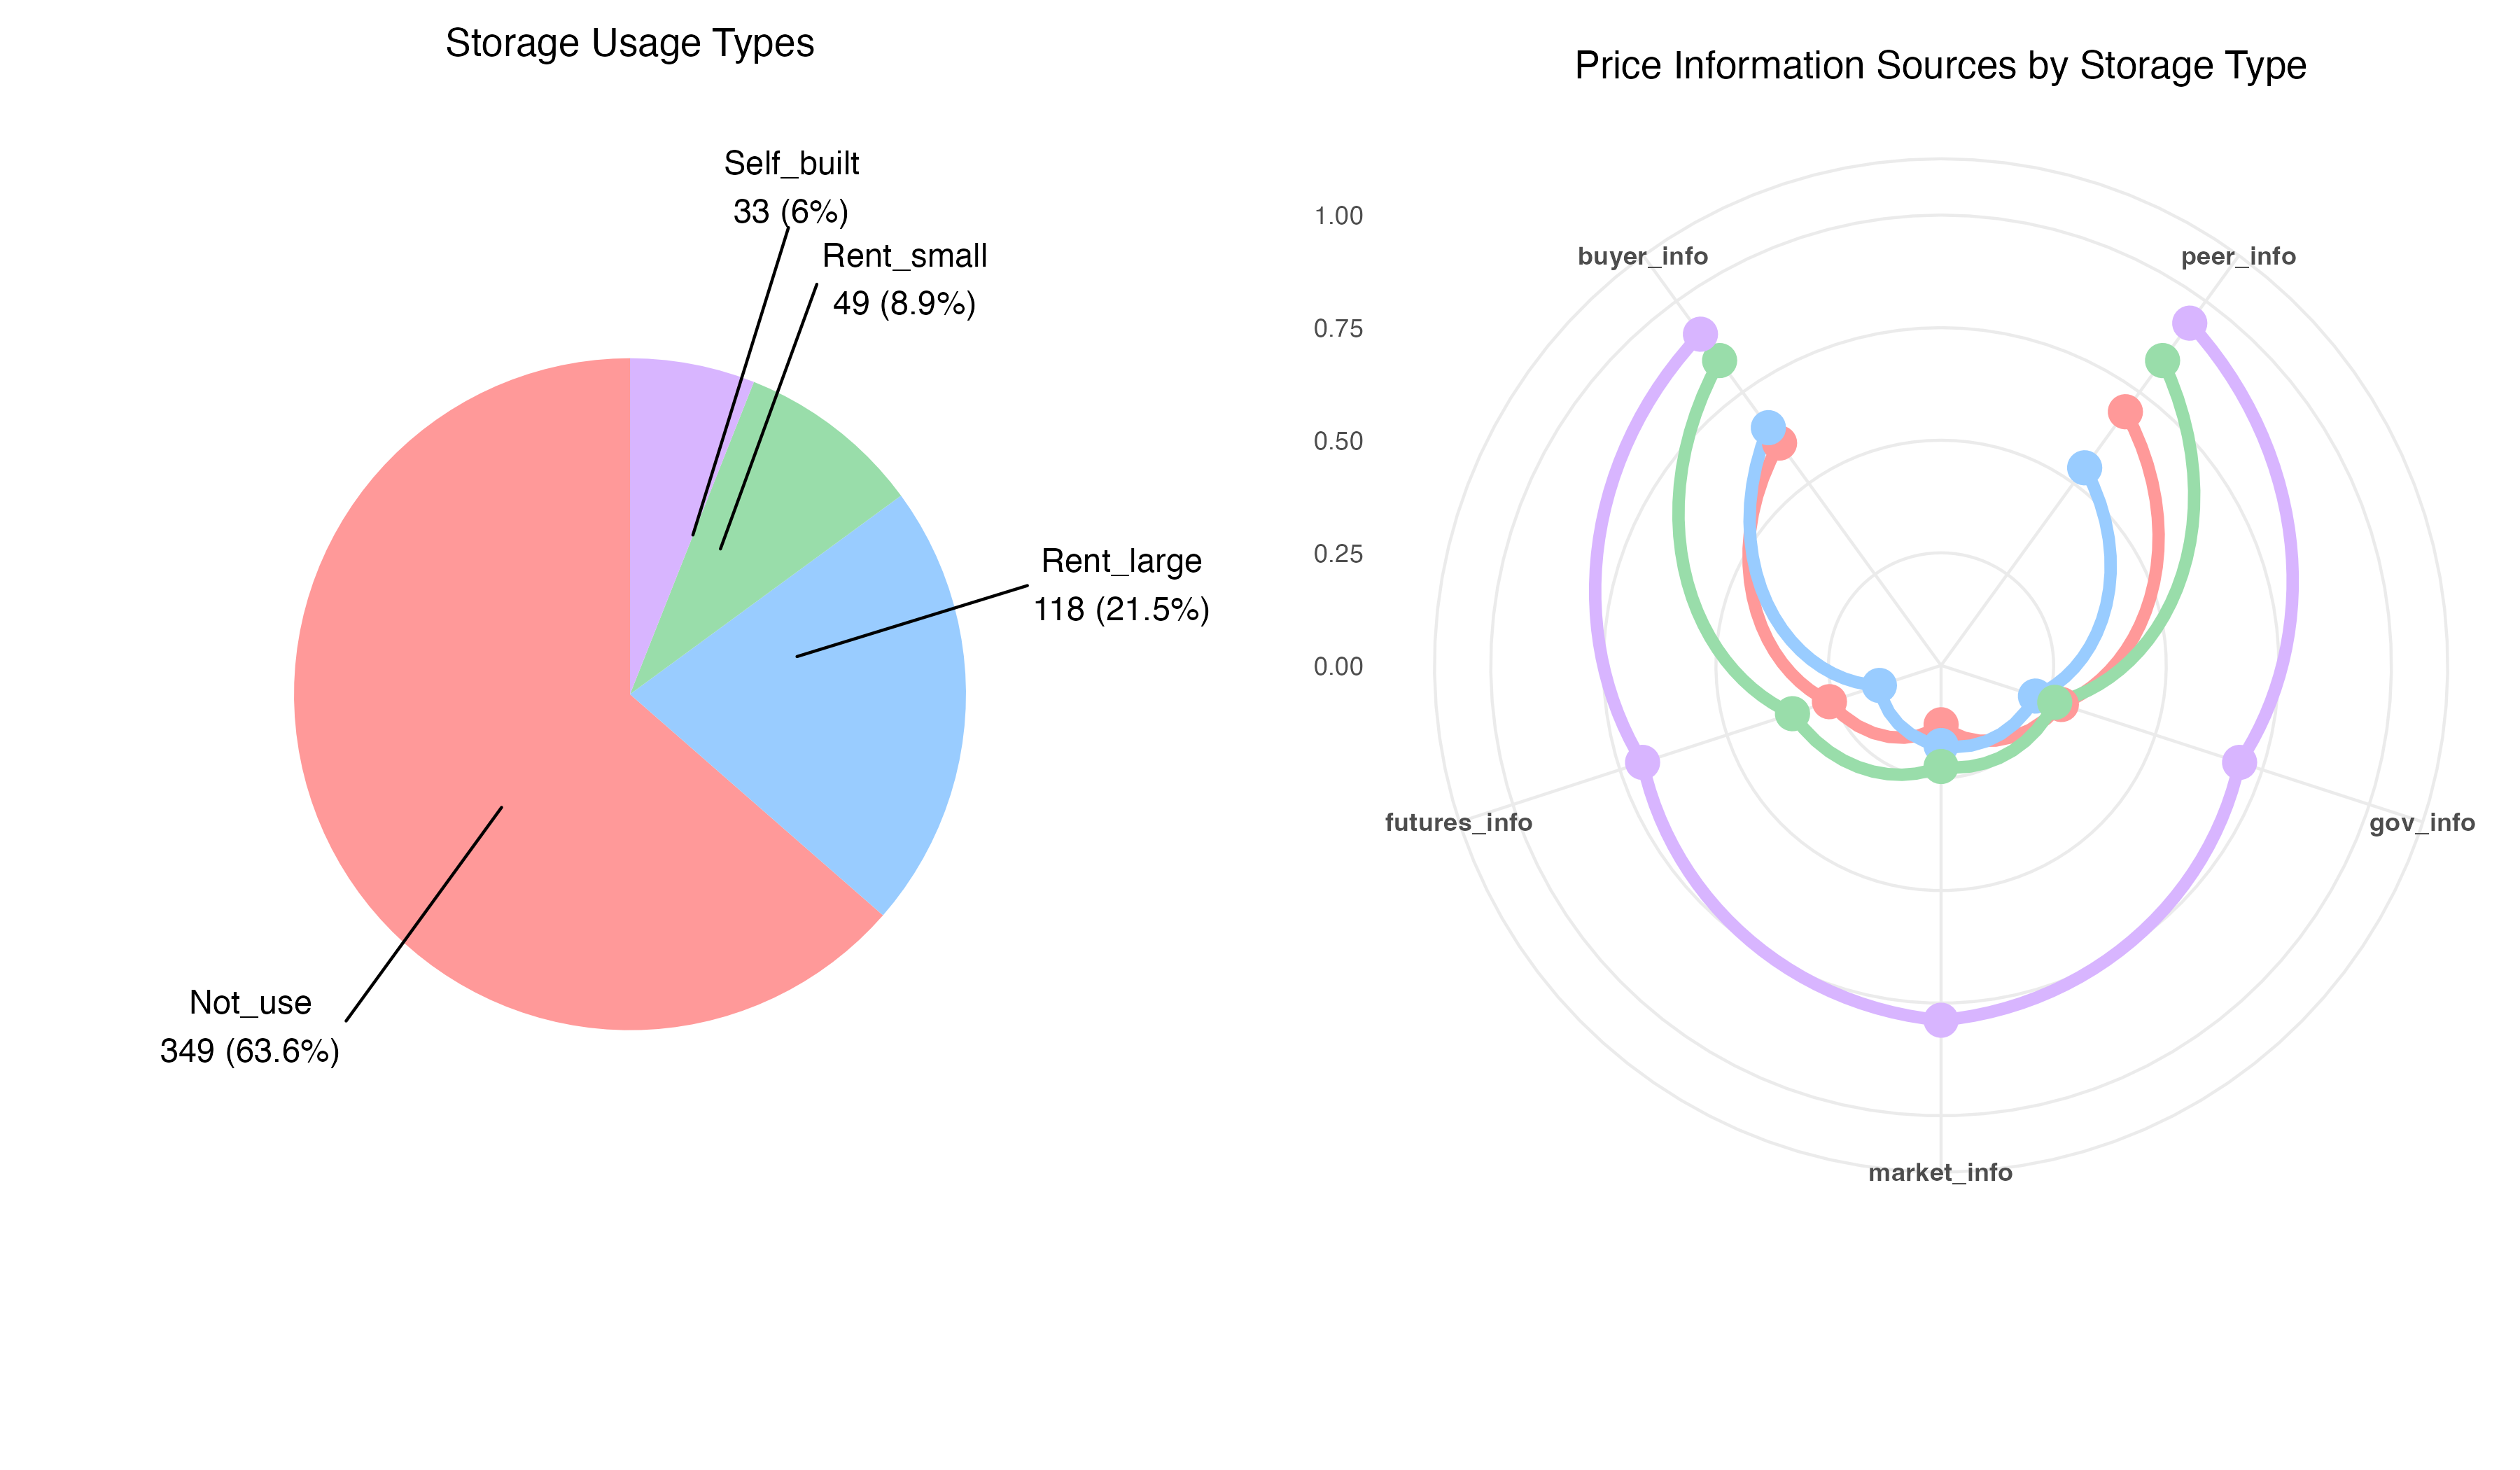 Storage Usage Types
Self_built
33 (6%)
Rent_small
49 (8.9%)
Rent_large
118 (21.5%)
Not_use
349 (63.6%)
Price Information Sources by Storage Type
1.00
0.75
0.50
0.25
0.00
buyer_info
peer_info
futures_info
gov_info
market_info